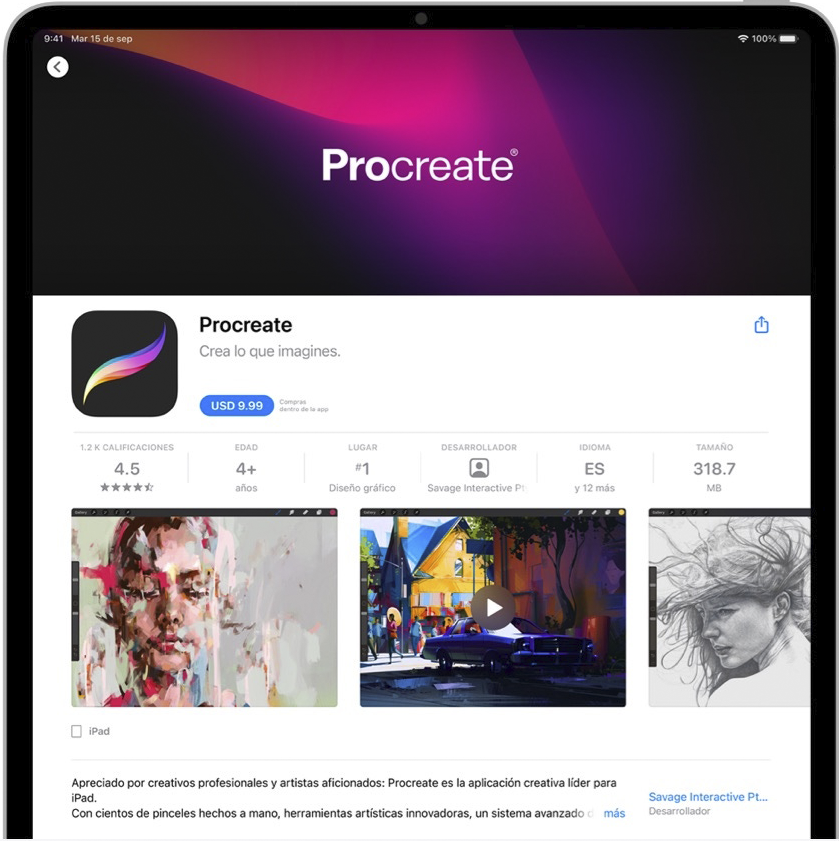 9:41 Mar 15 de sep
100%
Procreate®
Procreate
Crea lo que imagines.
USD 9.99
Compras
dentro de la app
1.2 K CALIFICACIONES
4.5
EDAD
4+
años
LUGAR
#1
Diseño gráfico
DESARROLLADOR
Savage Interactive Pt
IDIOMA
ES
y 12 más
TAMAÑO
318.7
MB
Gallery
Gallery
Gallery
iPad
Apreciado por creativos profesionales y artistas aficionados: Procreate es la aplicación creativa líder para
iPad.
Con cientos de pinceles hechos a mano, herramientas artísticas innovadoras, un sistema avanzado d más
Savage Interactive Pt...
Desarrollador